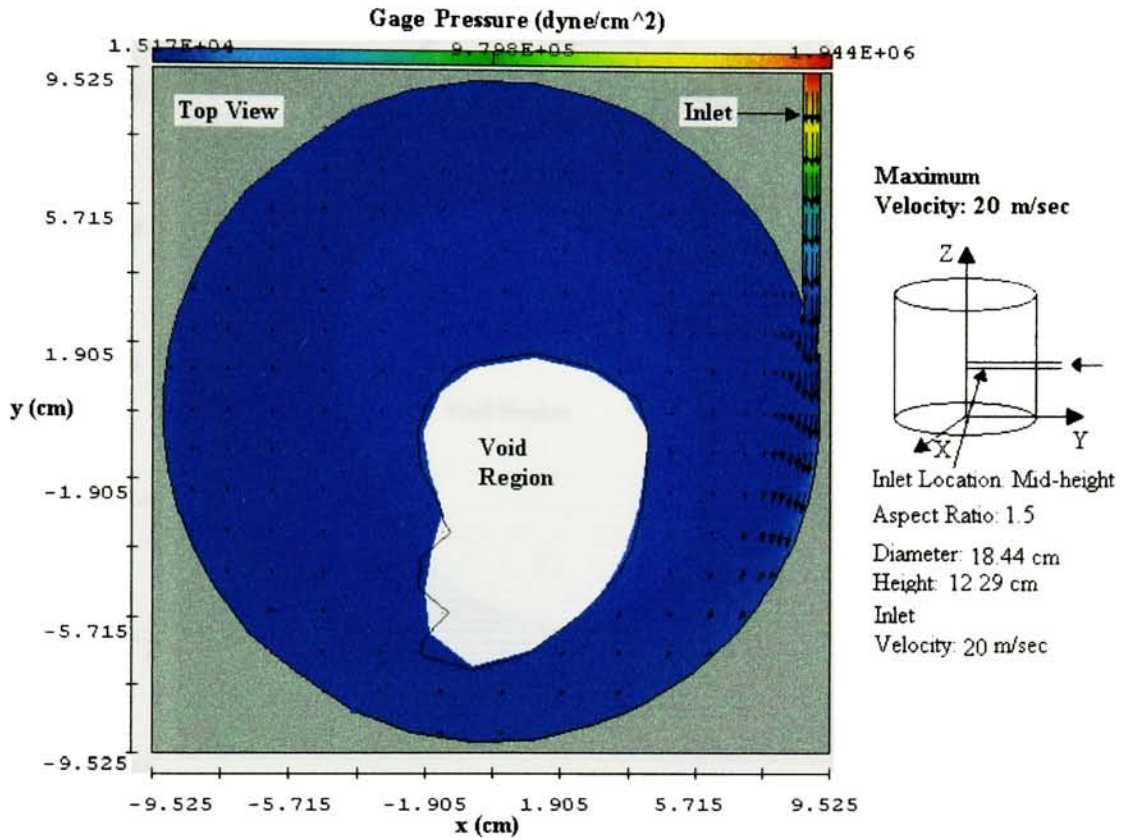 Gage Pressure (dyne/cm^2)
1.517E+04 9.798E+05 1.944E+06
9.525
5.715
1.905
y (cm)
-1.905
-5.715
-9.525
Top View
Inlet
Void
Region
-9.525 -5.715 -1.905 1.905 5.715 9.525
x (cm)
Maximum
Velocity: 20 m/sec
Z
X
Y
Inlet Location: Mid-height
Aspect Ratio: 1.5
Diameter: 18.44 cm
Height: 12.29 cm
Inlet
Velocity: 20 m/sec